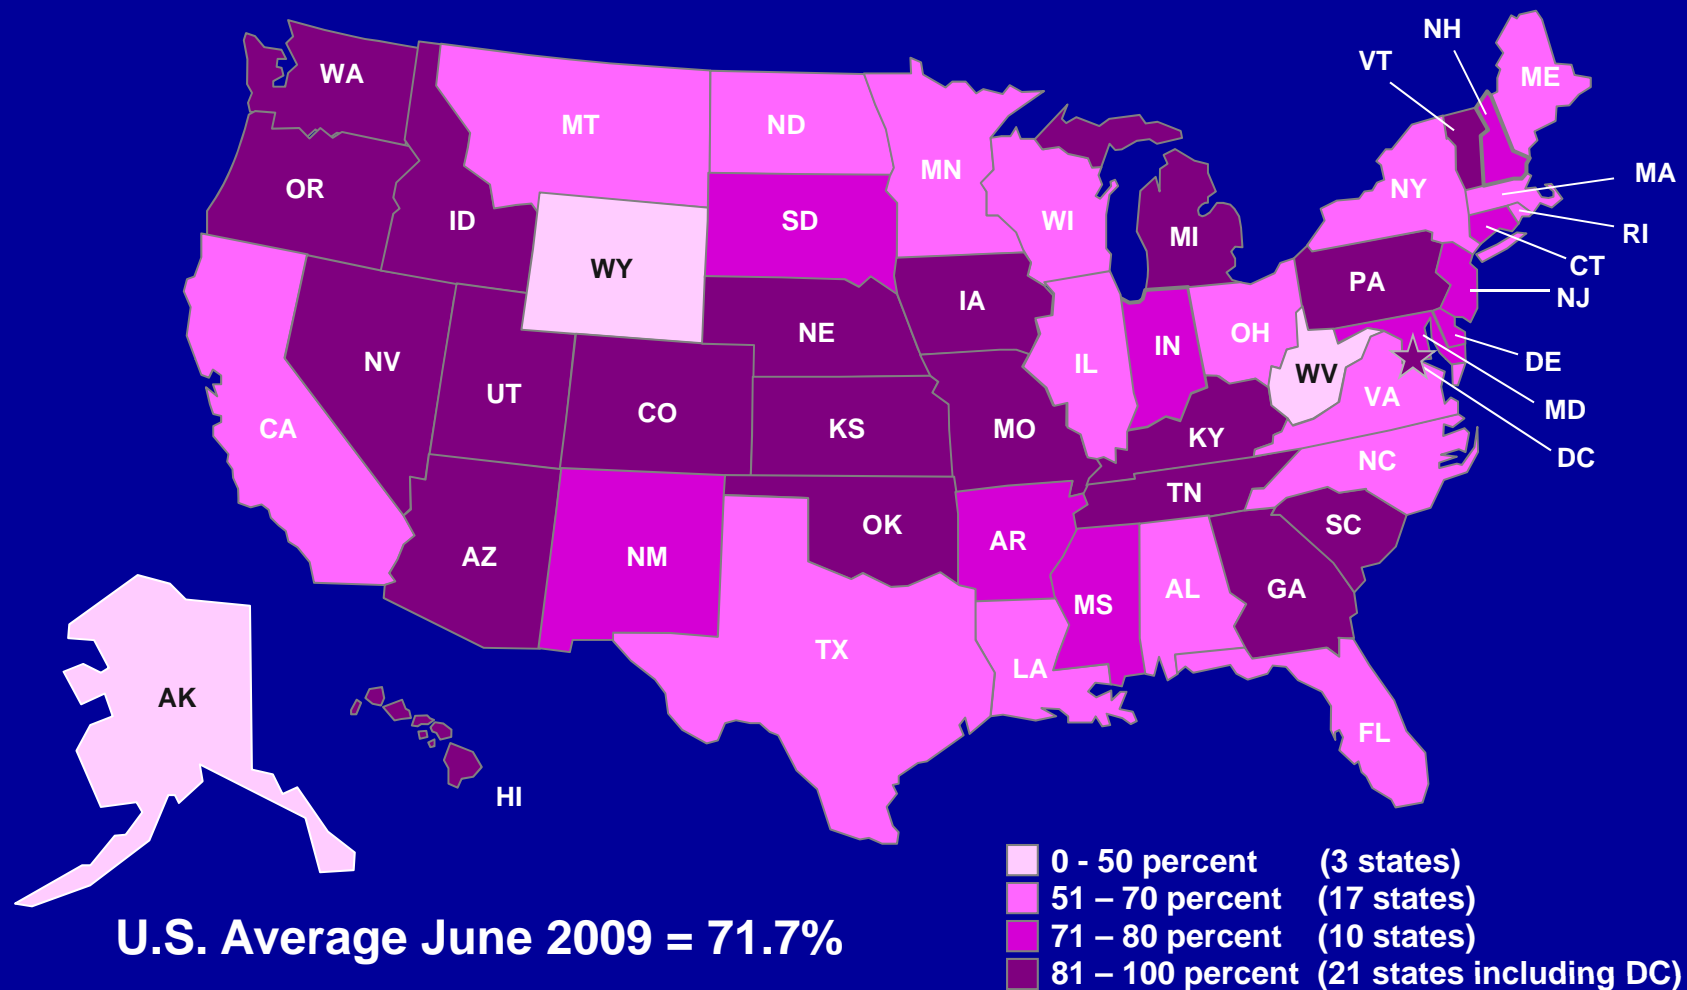 NH
VT
WA
ME
MT
ND
MN
MA
OR
NY
ID
SD
WI
RI
MI
WY
CT
PA
IA
NJ
NE
OH
IN
NV
IL
DE
WV
UT
VA
CO
MD
CA
KS
MO
KY
DC
NC
TN
OK
SC
AR
AZ
NM
GA
AL
MS
TX
LA
AK
FL
HI
0 - 50 percent (3 states)
51 – 70 percent (17 states)
71 – 80 percent (10 states)
81 – 100 percent (21 states including DC)
U.S. Average June 2009 = 71.7%